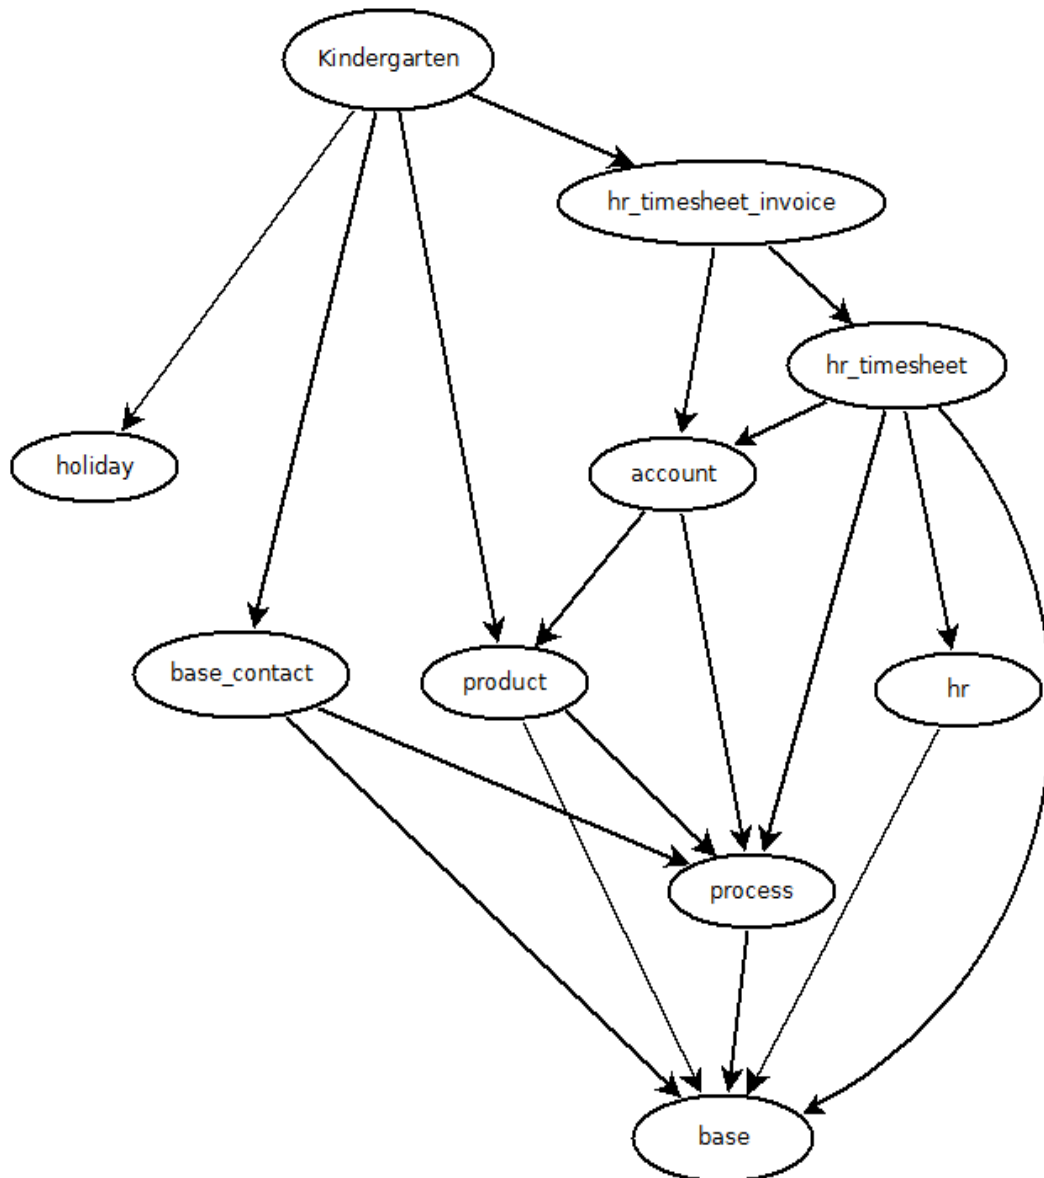 Kindergarten
hr_timesheet_invoice
hr_timesheet
holiday
account
base_contact
product
hr
process
base